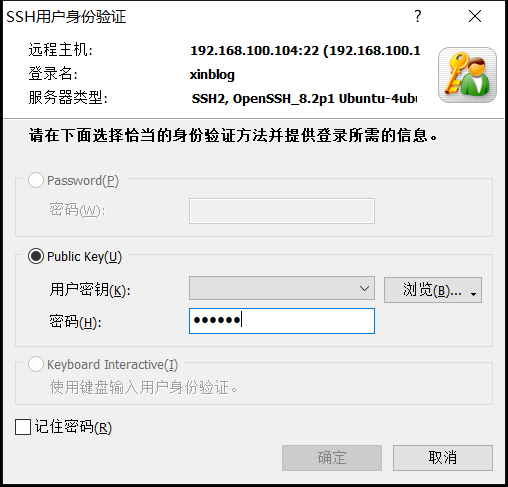 SSH用户身份验证
远程主机: 192.168.100.104:22 (192.168.100.1
登录名: xinblog
服务器类型: SSH2, OpenSSH_8.2p1 Ubuntu-4ubu
请在下面选择恰当的身份验证方法并提供登录所需的信息。
Password(P)
密码(W):
Public Key(U)
用户密钥(K): 浏览(B)...
密码(H): ●●●●●●
Keyboard Interactive(I)
使用键盘输入用户身份验证。
记住密码(R)
确定 取消